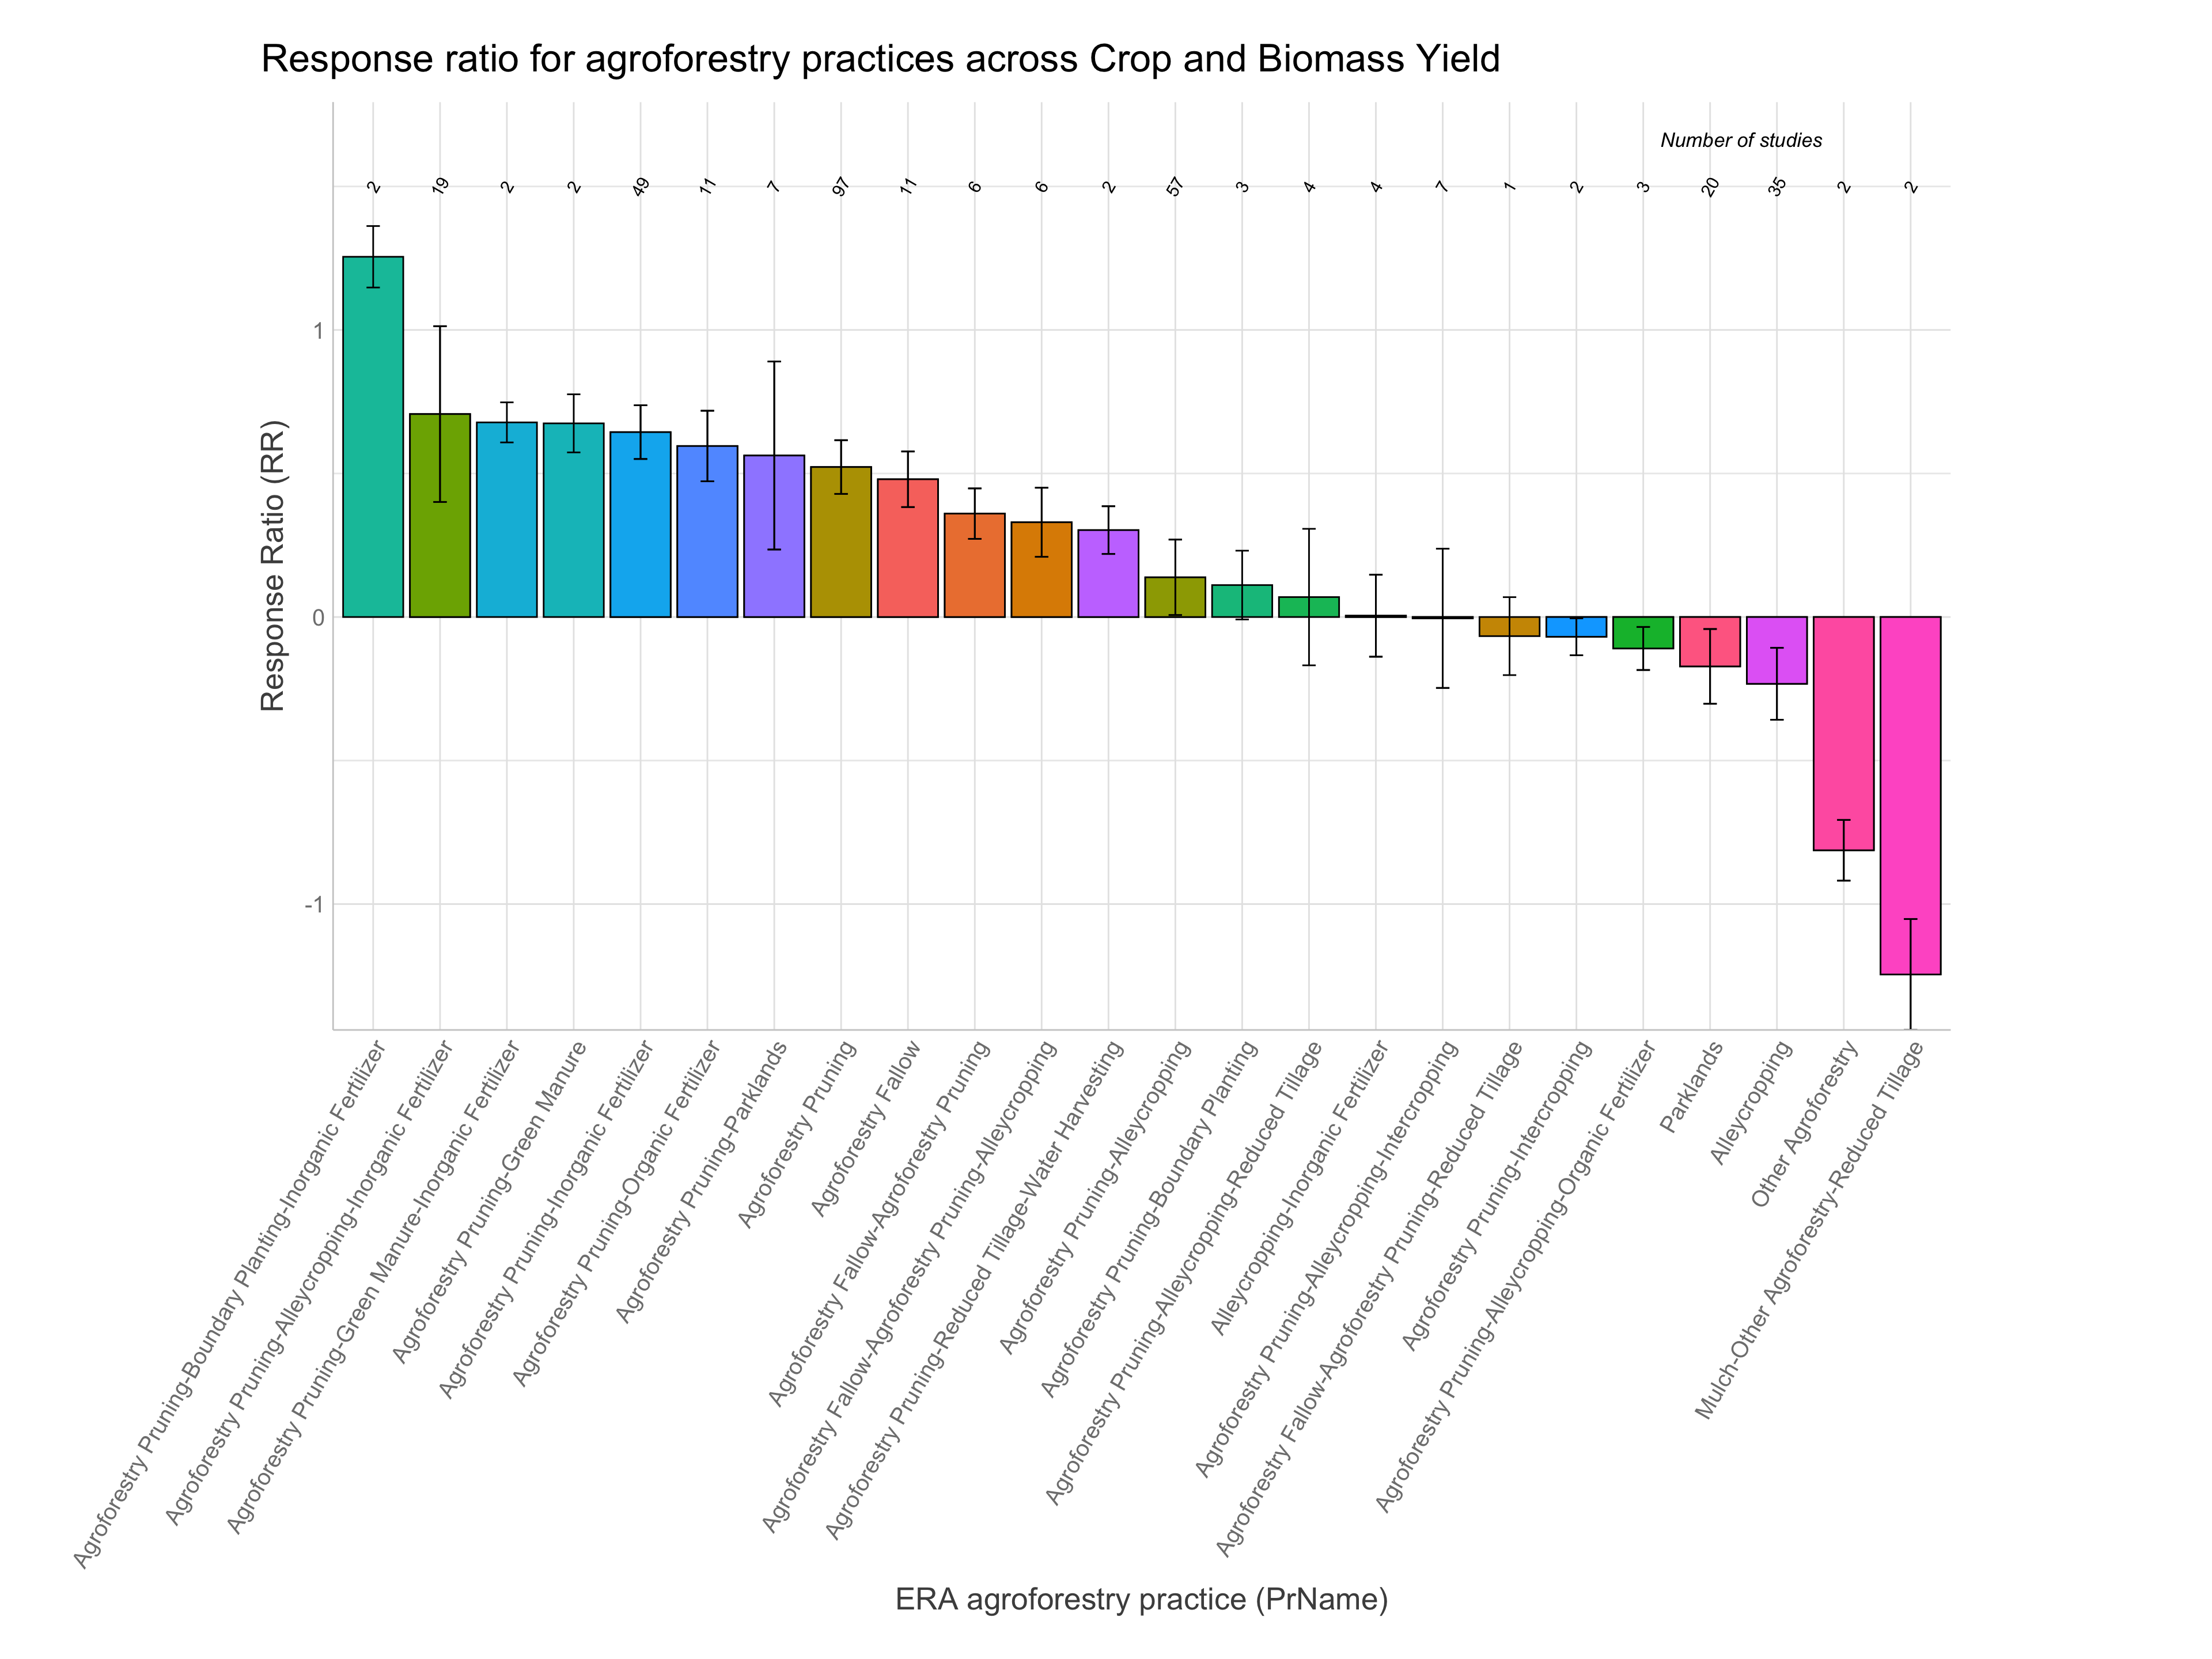 Response ratio for agroforestry practices across Crop and Biomass Yield
Number of studies
2 19 2 2 49 11 7 97 11 6 6 2 57 3 4 4 7 1 2 3 20 35 2 2
Response Ratio (RR)
1
0
-1
Agroforestry Pruning-Boundary Planting-Inorganic Fertilizer
Agroforestry Pruning-Alleycropping-Inorganic Fertilizer
Agroforestry Pruning-Green Manure-Inorganic Fertilizer
Agroforestry Pruning-Green Manure
Agroforestry Pruning-Inorganic Fertilizer
Agroforestry Pruning-Organic Fertilizer
Agroforestry Pruning-Parklands
Agroforestry Pruning
Agroforestry Fallow
Agroforestry Fallow-Agroforestry Pruning
Agroforestry Fallow-Agroforestry Pruning-Alleycropping
Agroforestry Pruning-Reduced Tillage-Water Harvesting
Agroforestry Pruning-Alleycropping
Agroforestry Pruning-Boundary Planting
Agroforestry Pruning-Alleycropping-Reduced Tillage
Alleycropping-Inorganic Fertilizer
Agroforestry Pruning-Alleycropping-Intercropping
Agroforestry Fallow-Agroforestry Pruning-Reduced Tillage
Agroforestry Pruning-Intercropping
Agroforestry Pruning-Alleycropping-Organic Fertilizer
Parklands
Alleycropping
Other Agroforestry
Mulch-Other Agroforestry-Reduced Tillage
ERA agroforestry practice (PrName)